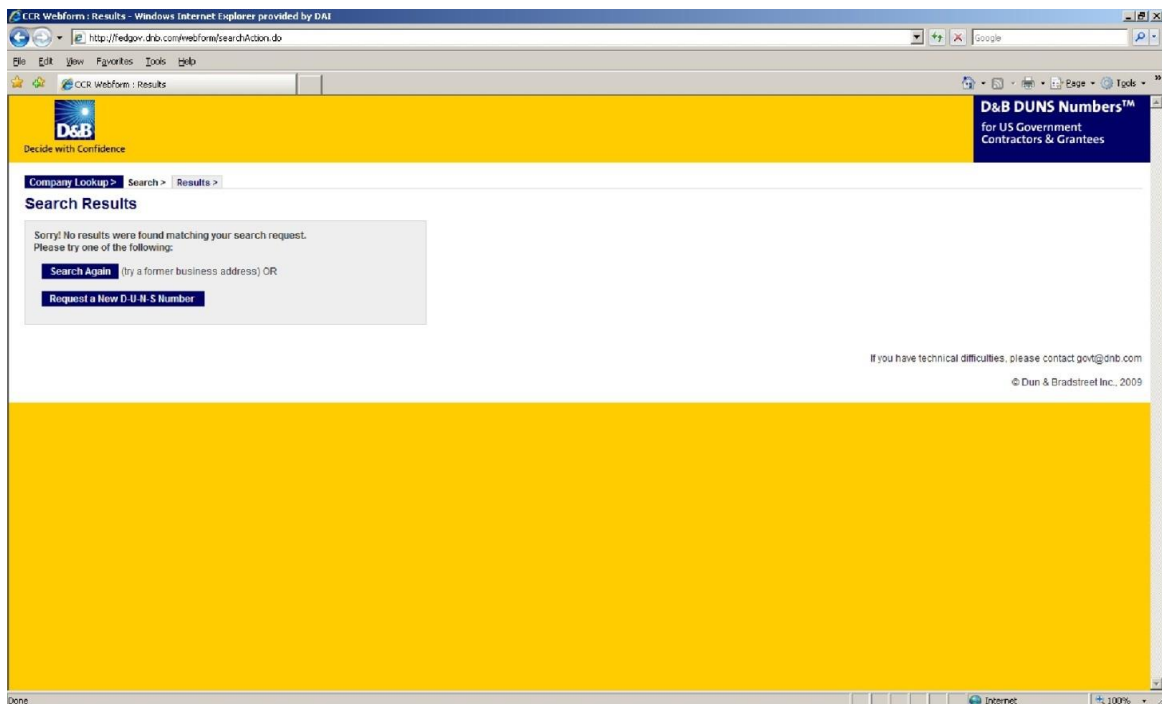 CCR Webform : Results - Windows Internet Explorer provided by DAI
http://fedgov.dnb.com/webform/searchAction.do
Google
File Edit View Favorites Tools Help
CCR Webform : Results
Page Tools
D&B
Decide with Confidence
D&B DUNS Numbers™
for US Government
Contractors & Grantees
Company Lookup > Search > Results >
Search Results
Sorry! No results were found matching your search request.
Please try one of the following:
Search Again (try a former business address) OR
Request a New D-U-N-S Number
If you have technical difficulties, please contact govt@dnb.com
© Dun & Bradstreet Inc., 2009
Done Internet 100%